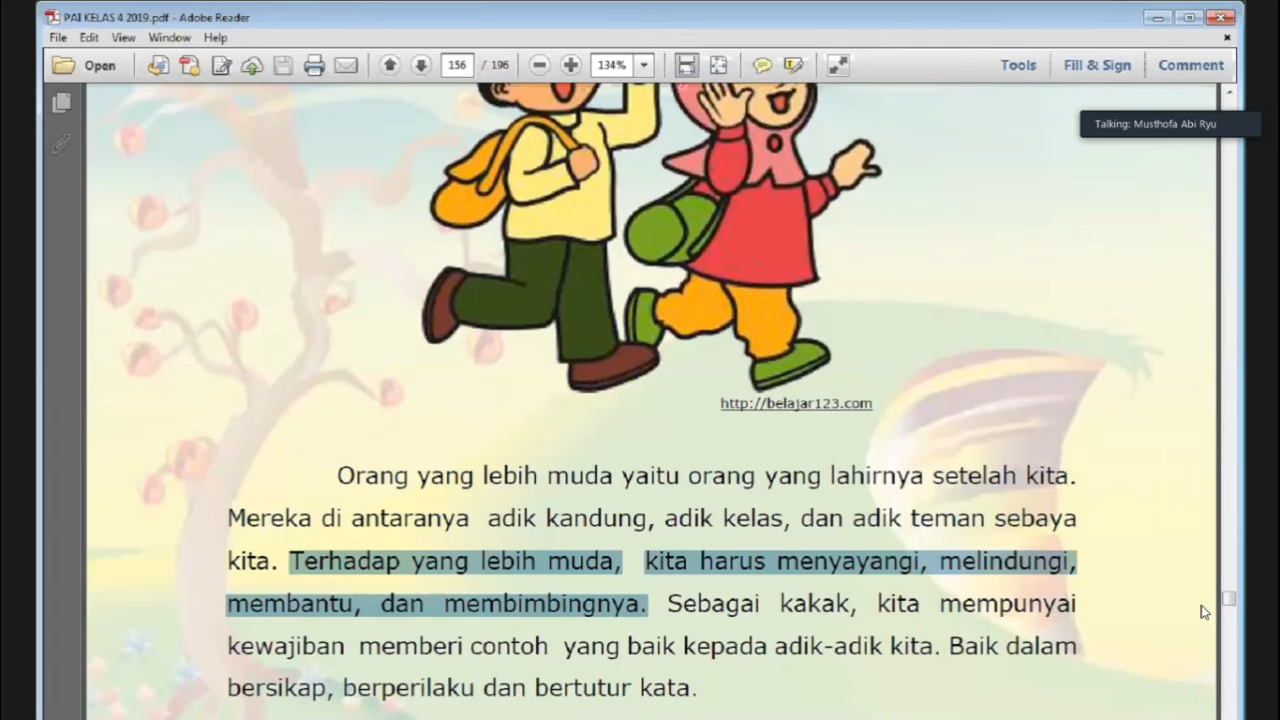 PAI KELAS 4 2019.pdf - Adobe Reader
File Edit View Window Help
Open 156 / 196 134% Tools Fill & Sign Comment
Talking: Musthofa Abi Ryu
http://belajar123.com
Orang yang lebih muda yaitu orang yang lahirnya setelah kita.
Mereka di antaranya adik kandung, adik kelas, dan adik teman sebaya
kita. Terhadap yang lebih muda, kita harus menyayangi, melindungi,
membantu, dan membimbingnya. Sebagai kakak, kita mempunyai
kewajiban memberi contoh yang baik kepada adik-adik kita. Baik dalam
bersikap, berperilaku dan bertutur kata.